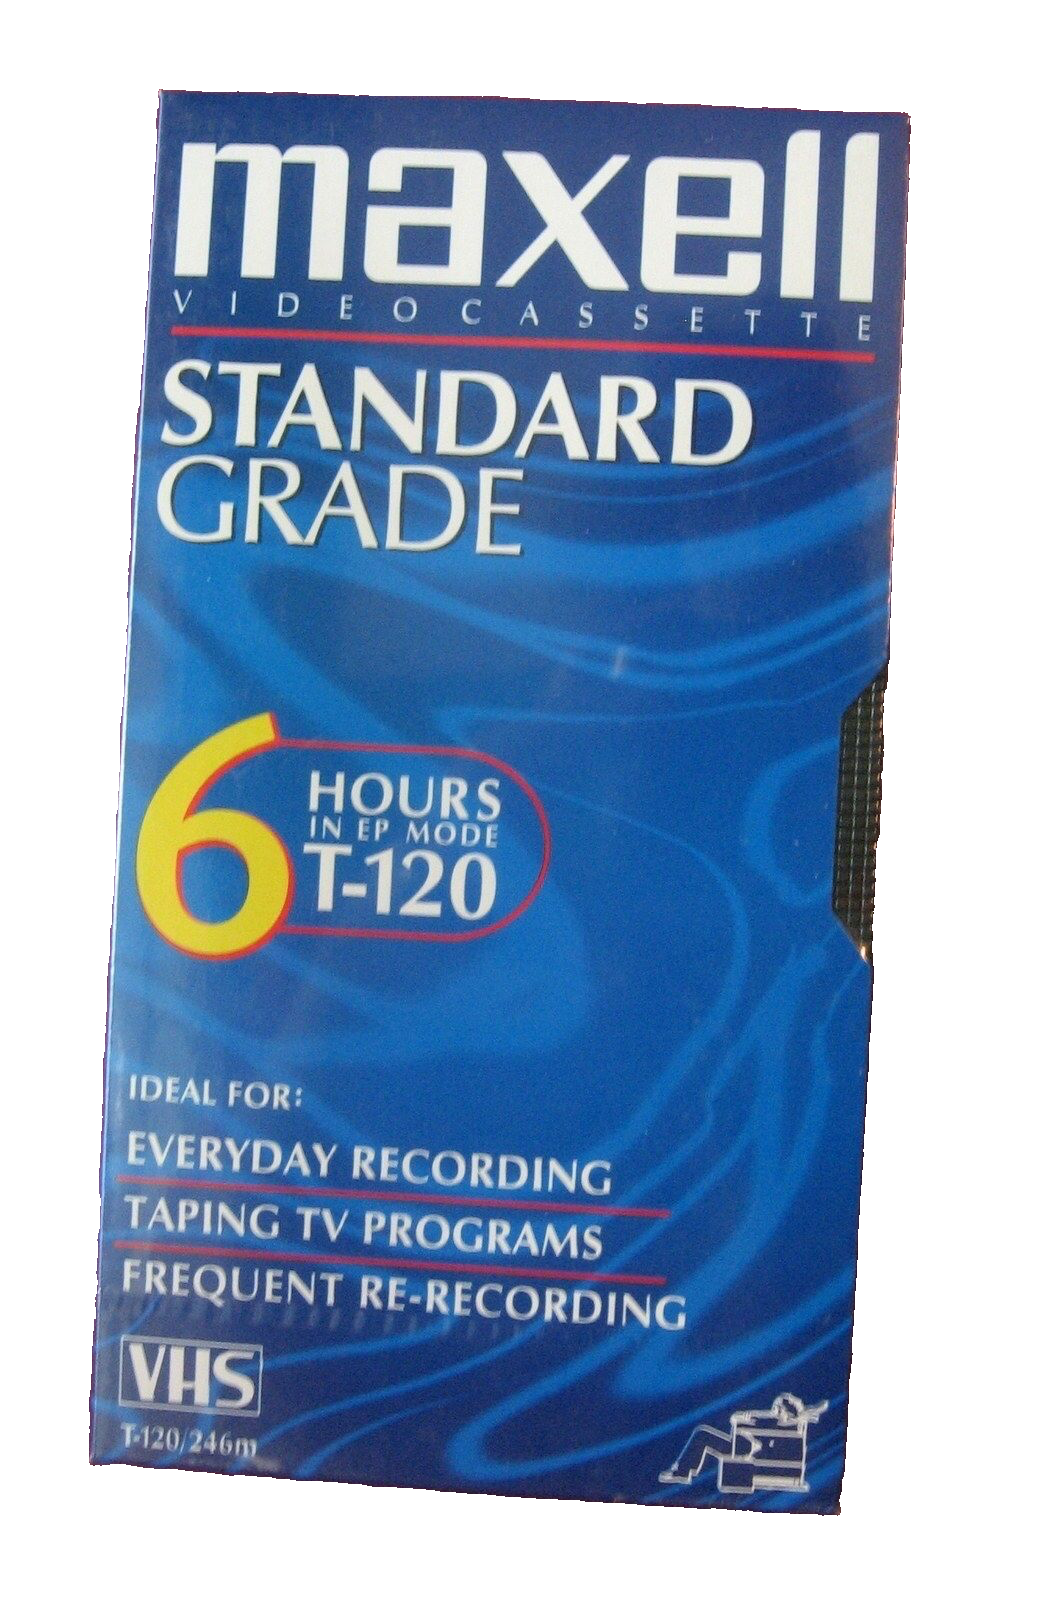 maxell
VIDEOCASSETTE
STANDARD
GRADE
6 HOURS
IN EP MODE
T-120
IDEAL FOR:
EVERYDAY RECORDING
TAPING TV PROGRAMS
FREQUENT RE-RECORDING
VHS
T-120/246m